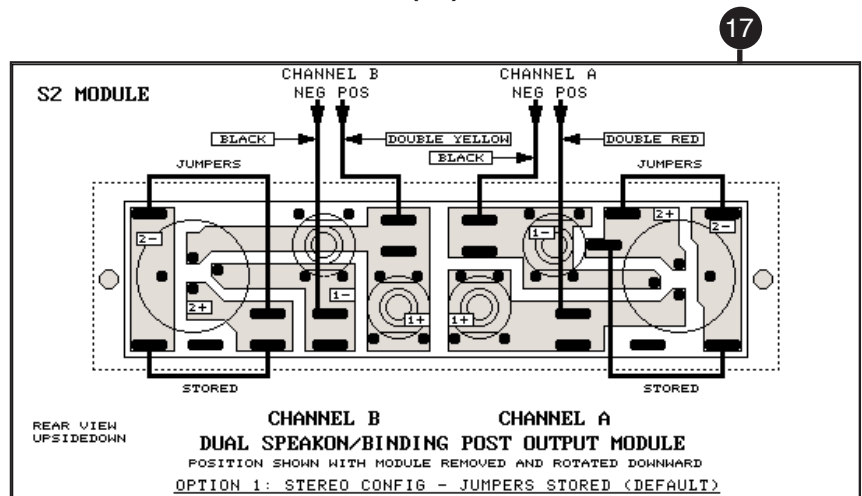 17
S2 MODULE
CHANNEL B
NEG POS
CHANNEL A
NEG POS
BLACK
DOUBLE YELLOW
BLACK
DOUBLE RED
JUMPERS
JUMPERS
2-
2+
1-
1+
1+
1-
2+
2-
STORED
STORED
REAR VIEW
UPSIDEDOWN
CHANNEL B
CHANNEL A
DUAL SPEAKON/BINDING POST OUTPUT MODULE
POSITION SHOWN WITH MODULE REMOVED AND ROTATED DOWNWARD
OPTION 1: STEREO CONFIG - JUMPERS STORED (DEFAULT)